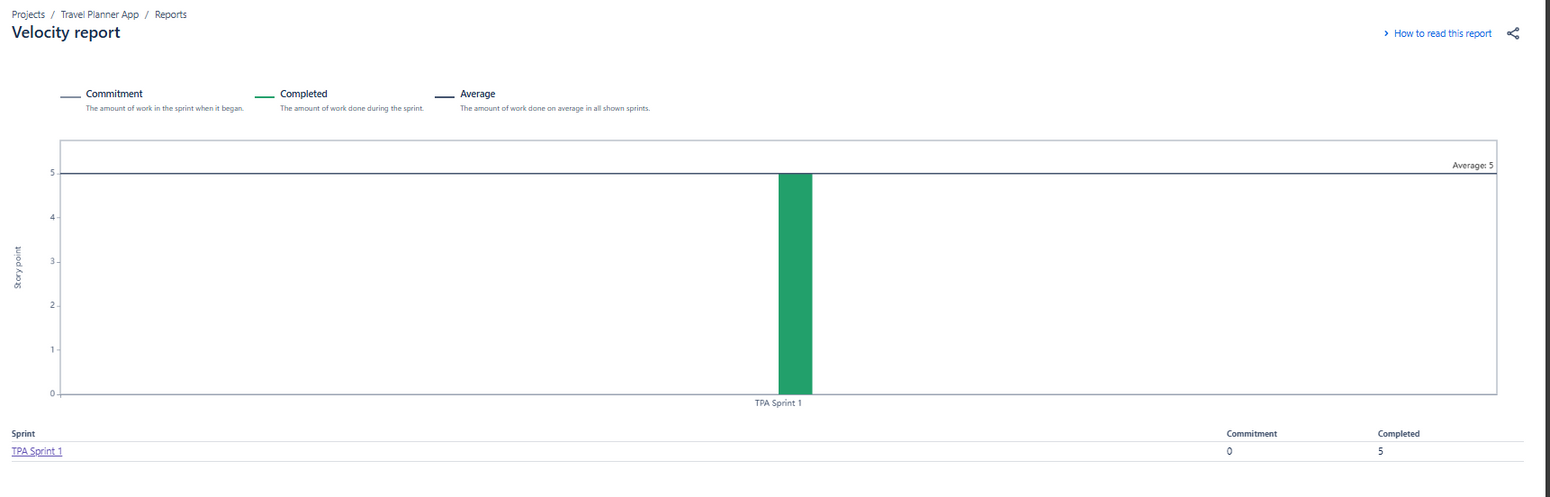 Projects / Travel Planner App / Reports
Velocity report
How to read this report
Commitment
The amount of work in the sprint when it began.
Completed
The amount of work done during the sprint.
Average
The amount of work done on average in all shown sprints.
Average: 5
5
4
3
2
1
0
Story point
TPA Sprint 1
Sprint Commitment Completed
TPA Sprint 1 0 5